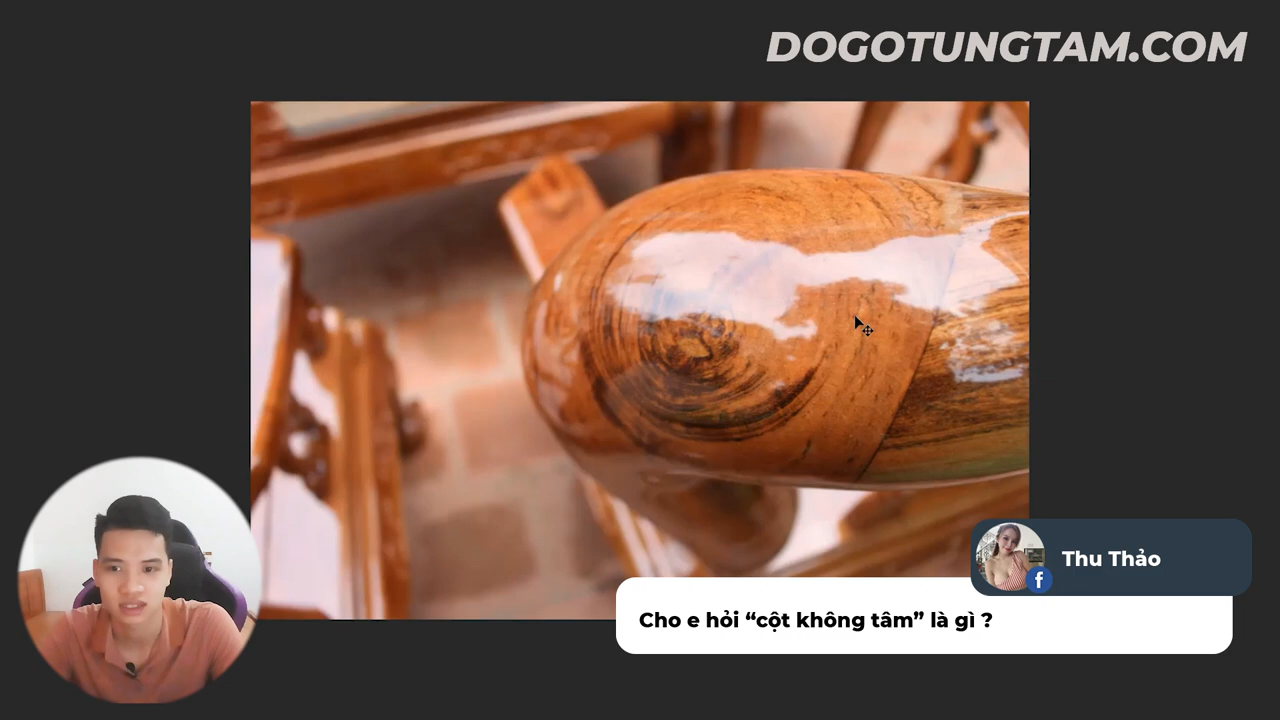 DOGOTUNGTAM.COM
Thu Thảo
Cho e hỏi “cột không tâm” là gì ?